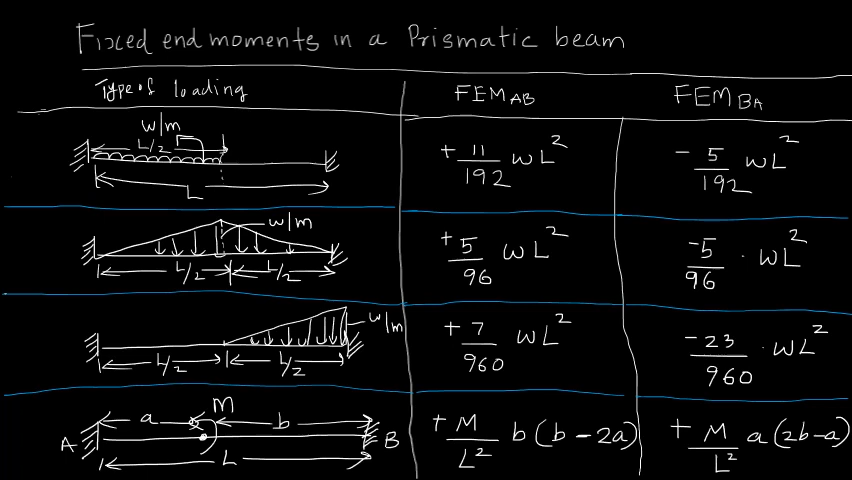 Fixed end moments in a Prismatic beam
Type of loading FEM AB FEM BA
w/m
L/2
L
+ 11/192 wL² - 5/192 wL²
w/m
L/2 L/2
+5/96 wL² -5/96 · wL²
w/m
L/2 L/2
+7/960 wL² -23/960 · wL²
a M b
A B
L
+M/L² b(b-2a) + M/L² a(2b-a)